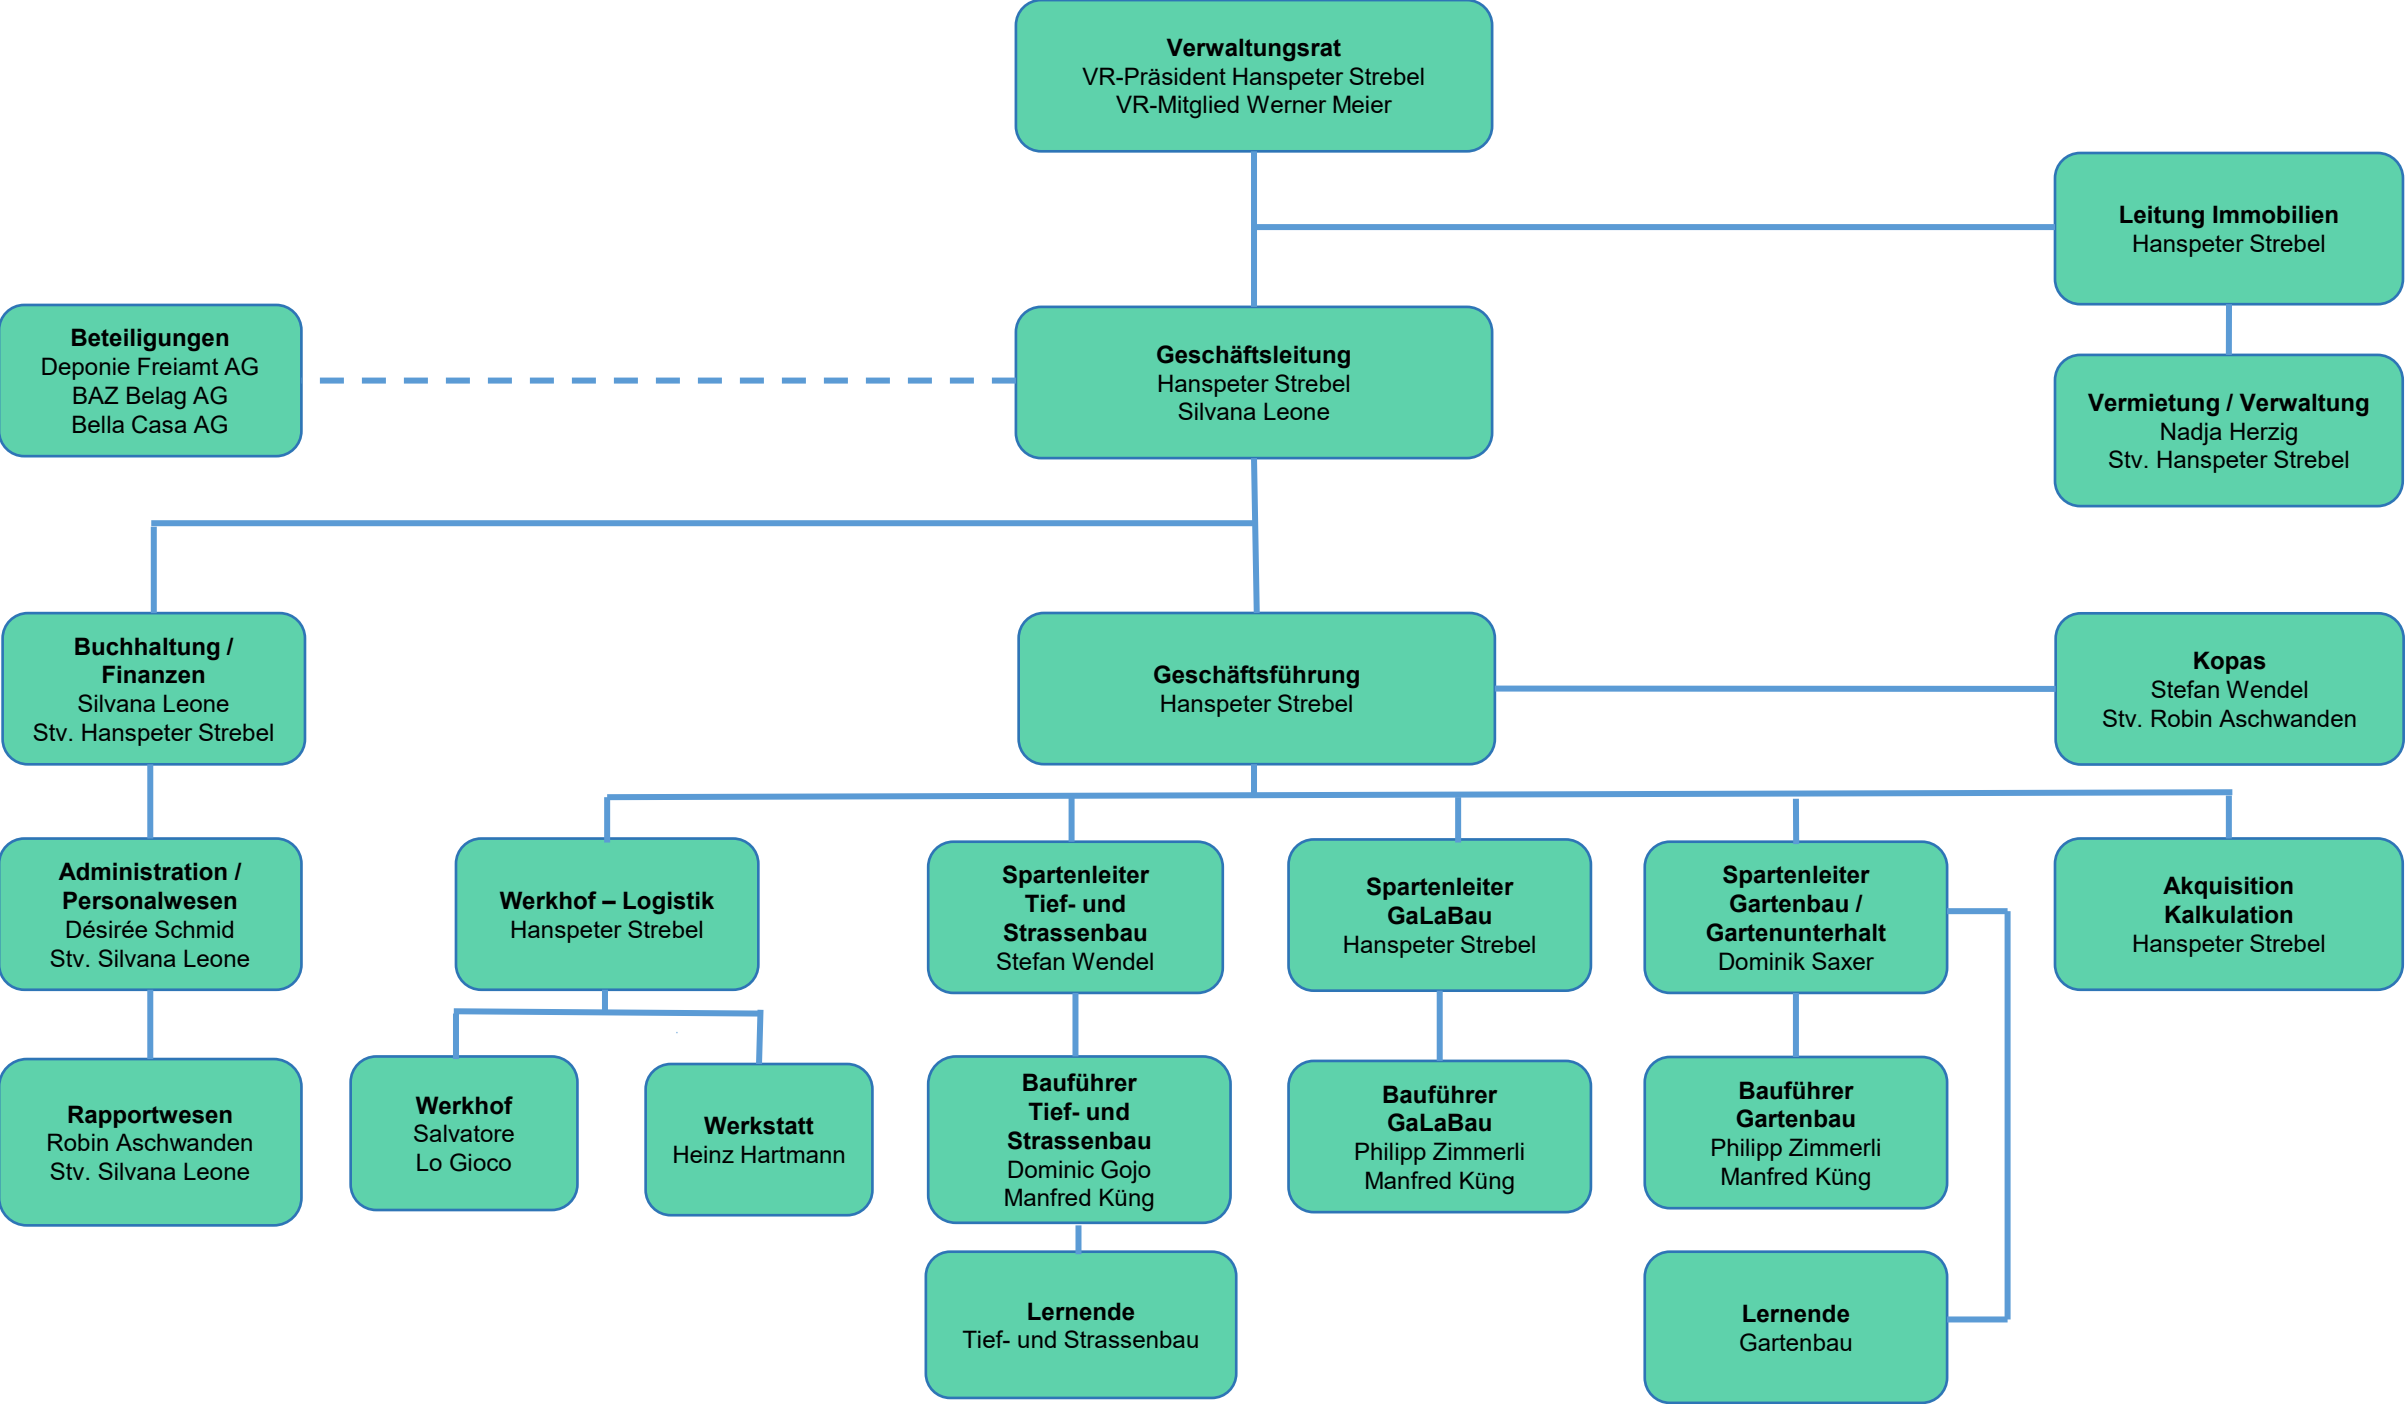 Verwaltungsrat
VR-Präsident Hanspeter Strebel
VR-Mitglied Werner Meier
Leitung Immobilien
Hanspeter Strebel
Beteiligungen
Deponie Freiamt AG
BAZ Belag AG
Bella Casa AG
Geschäftsleitung
Hanspeter Strebel
Silvana Leone
Vermietung / Verwaltung
Nadja Herzig
Stv. Hanspeter Strebel
Buchhaltung /
Finanzen
Silvana Leone
Stv. Hanspeter Strebel
Geschäftsführung
Hanspeter Strebel
Kopas
Stefan Wendel
Stv. Robin Aschwanden
Administration /
Personalwesen
Désirée Schmid
Stv. Silvana Leone
Werkhof – Logistik
Hanspeter Strebel
Spartenleiter
Tief- und
Strassenbau
Stefan Wendel
Spartenleiter
GaLaBau
Hanspeter Strebel
Spartenleiter
Gartenbau /
Gartenunterhalt
Dominik Saxer
Akquisition
Kalkulation
Hanspeter Strebel
Rapportwesen
Robin Aschwanden
Stv. Silvana Leone
Werkhof
Salvatore
Lo Gioco
Werkstatt
Heinz Hartmann
Bauführer
Tief- und
Strassenbau
Dominic Gojo
Manfred Küng
Bauführer
GaLaBau
Philipp Zimmerli
Manfred Küng
Bauführer
Gartenbau
Philipp Zimmerli
Manfred Küng
Lernende
Tief- und Strassenbau
Lernende
Gartenbau